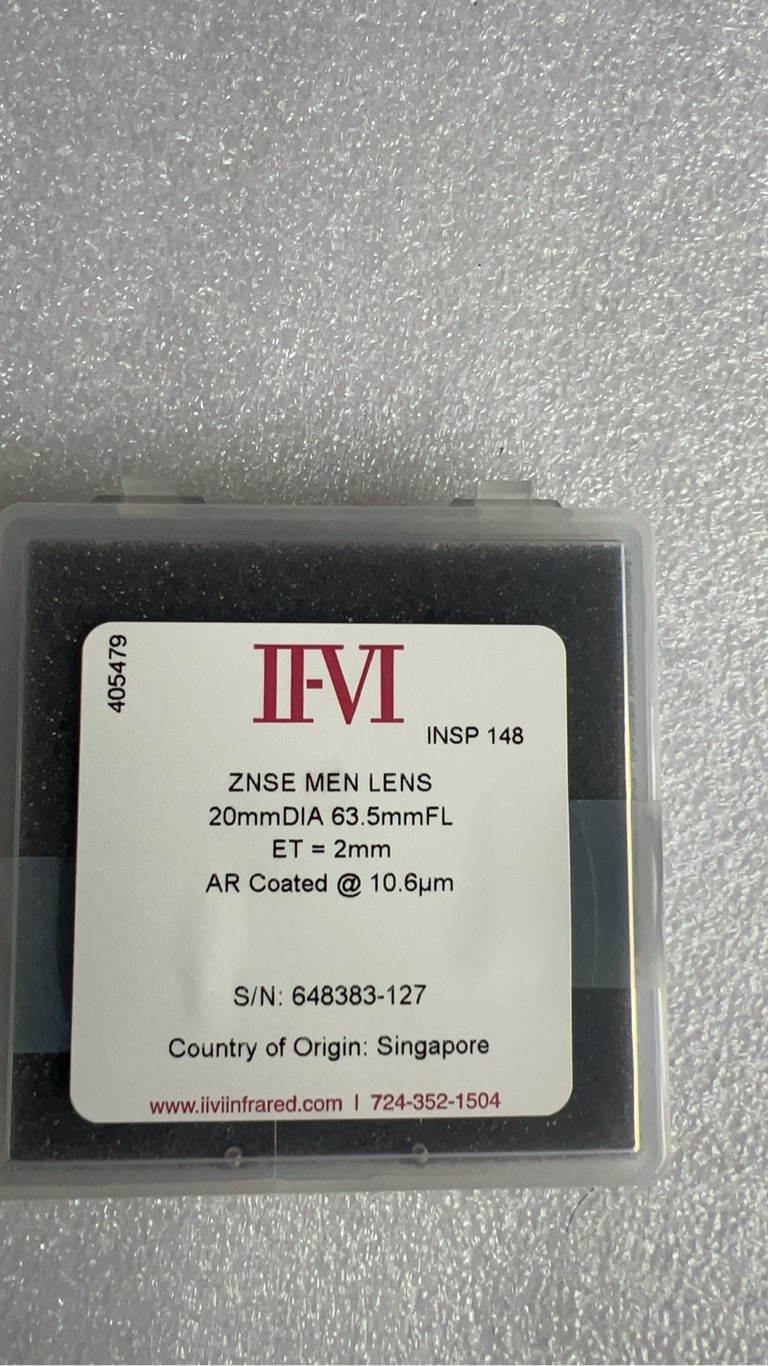 405479
II-VI
INSP 148
ZNSE MEN LENS
20mmDIA 63.5mmFL
ET = 2mm
AR Coated @ 10.6µm
S/N: 648383-127
Country of Origin: Singapore
www.iiviinfrared.com | 724-352-1504